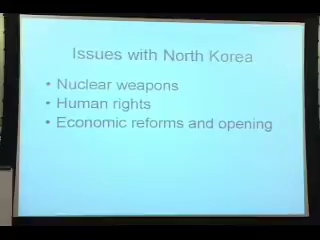 Issues with North Korea
• Nuclear weapons
• Human rights
• Economic reforms and opening